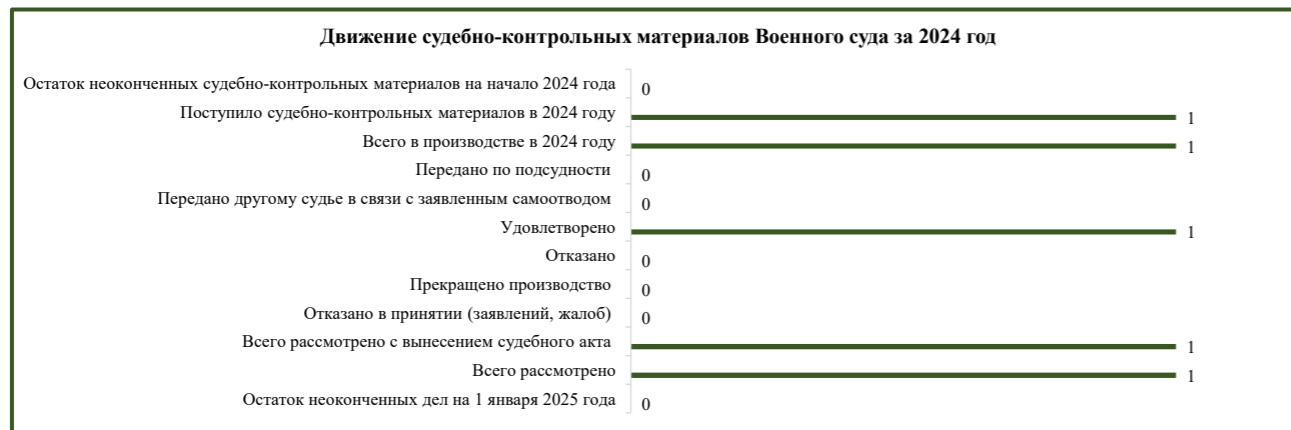 Движение судебно-контрольных материалов Военного суда за 2024 год
Остаток неоконченных судебно-контрольных материалов на начало 2024 года 0
Поступило судебно-контрольных материалов в 2024 году 1
Всего в производстве в 2024 году 1
Передано по подсудности 0
Передано другому судье в связи с заявленным самоотводом 0
Удовлетворено 1
Отказано 0
Прекращено производство 0
Отказано в принятии (заявлений, жалоб) 0
Всего рассмотрено с вынесением судебного акта 1
Всего рассмотрено 1
Остаток неоконченных дел на 1 января 2025 года 0